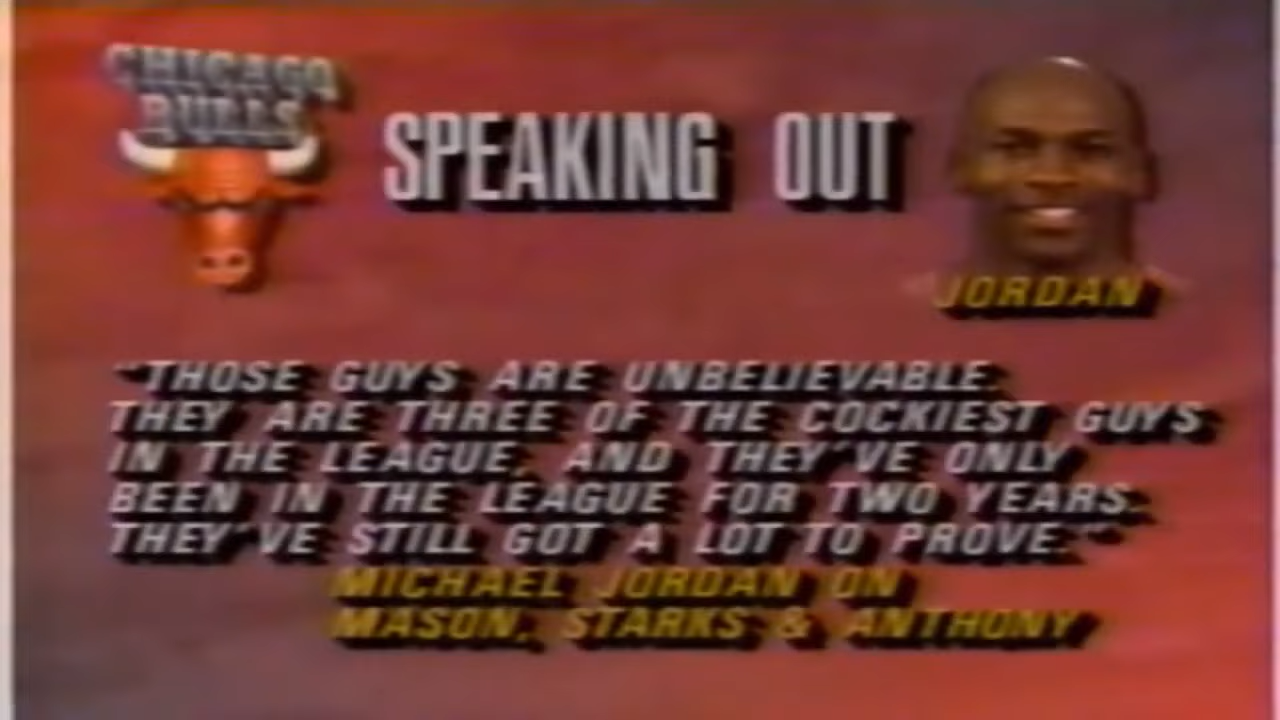 CHICAGO
BULLS
SPEAKING OUT
JORDAN
"THOSE GUYS ARE UNBELIEVABLE.
THEY ARE THREE OF THE COCKIEST GUYS
IN THE LEAGUE, AND THEY'VE ONLY
BEEN IN THE LEAGUE FOR TWO YEARS.
THEY'VE STILL GOT A LOT TO PROVE."
MICHAEL JORDAN ON
MASON, STARKS & ANTHONY